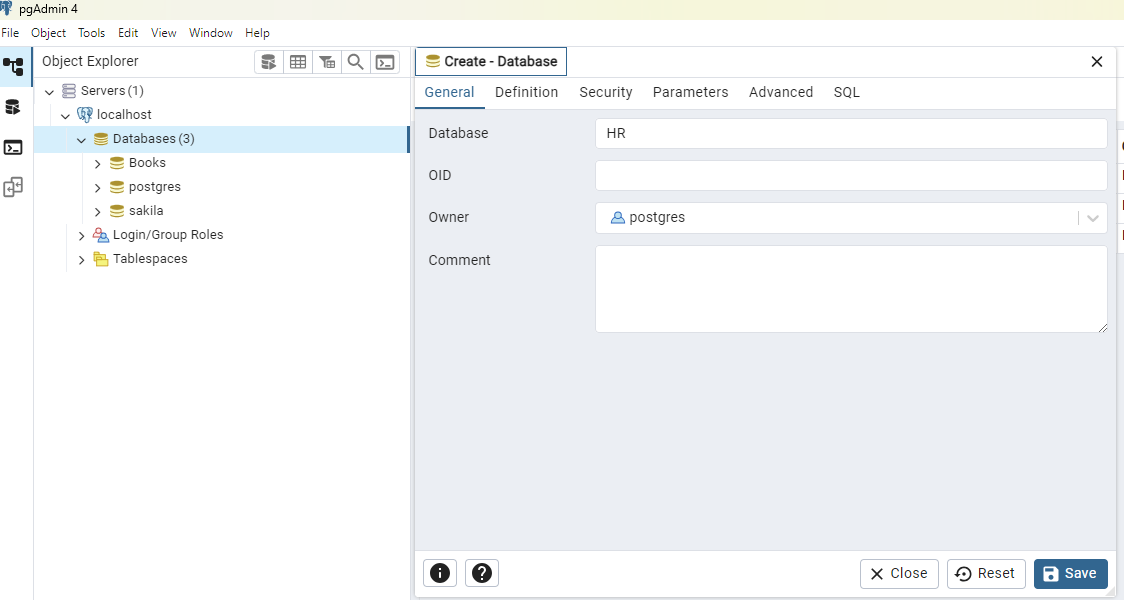 pgAdmin 4
File Object Tools Edit View Window Help
Object Explorer
Servers (1)
localhost
Databases (3)
Books
postgres
sakila
Login/Group Roles
Tablespaces
Create - Database
General Definition Security Parameters Advanced SQL
Database HR
OID
Owner postgres
Comment
Close Reset Save